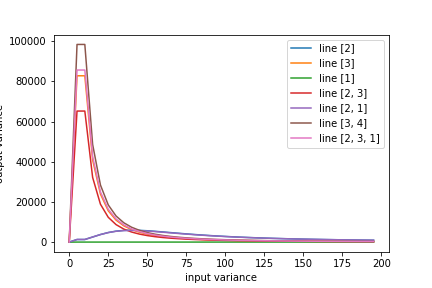 100000
80000
60000
40000
20000
0
0 25 50 75 100 125 150 175 200
input variance
line [2]
line [3]
line [1]
line [2, 3]
line [2, 1]
line [3, 4]
line [2, 3, 1]
variance